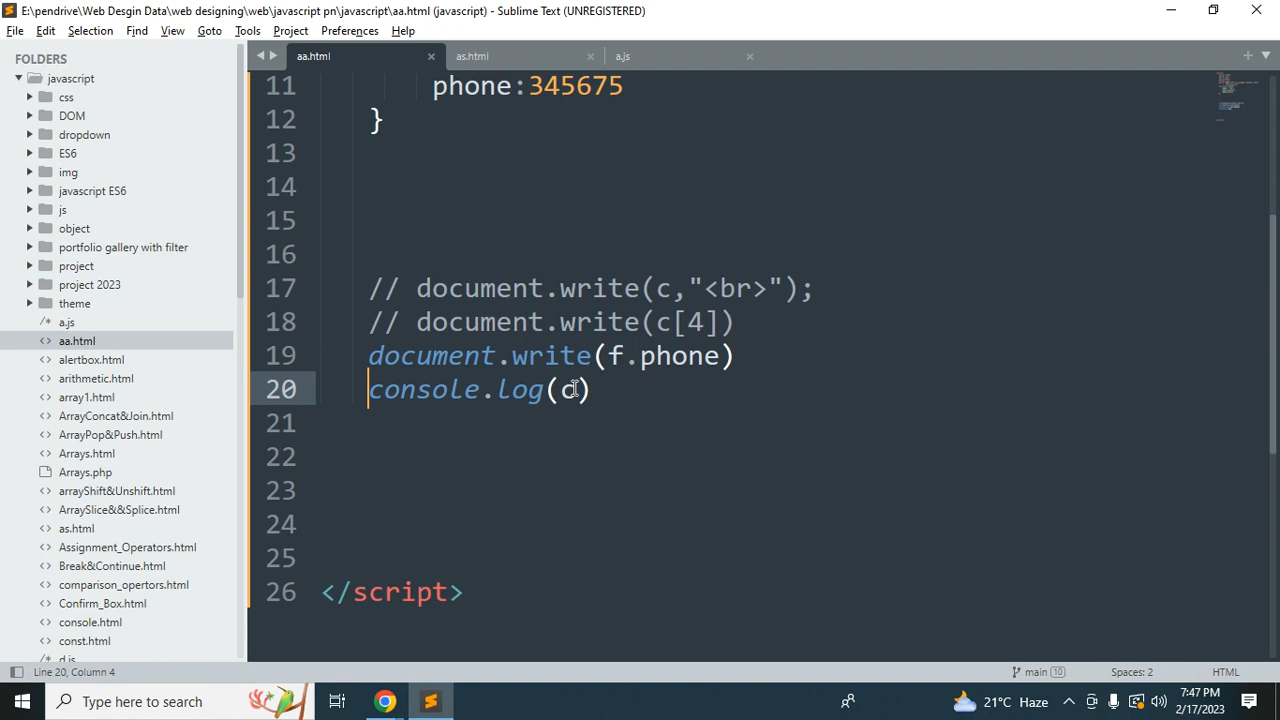 E:\pendrive\Web Desgin Data\web designing\web\javascript pn\javascript\aa.html (javascript) - Sublime Text (UNREGISTERED)
File Edit Selection Find View Goto Tools Project Preferences Help
FOLDERS
javascript
css
DOM
dropdown
ES6
img
javascript ES6
js
object
portfolio gallery with filter
project
project 2023
theme
/* a.js
<> aa.html
<> alertbox.html
<> arithmetic.html
<> array1.html
<> ArrayConcat&Join.html
<> ArrayPop&Push.html
<> Arrays.html
Arrays.php
<> arrayShift&Unshift.html
<> ArraySlice&&Splice.html
<> as.html
<> Assignment_Operators.html
<> Break&Continue.html
<> comparison_opertors.html
<> Confirm_Box.html
<> console.html
<> const.html
/* d.js
aa.html as.html a.js
11 phone:345675
12 }
13
14
15
16
17 // document.write(c,"<br>");
18 // document.write(c[4])
19 document.write(f.phone)
20 console.log(c)
21
22
23
24
25
26 </script>
Line 20, Column 4 main 10 Spaces: 2 HTML
Type here to search 21°C Haze 7:47 PM
2/17/2023